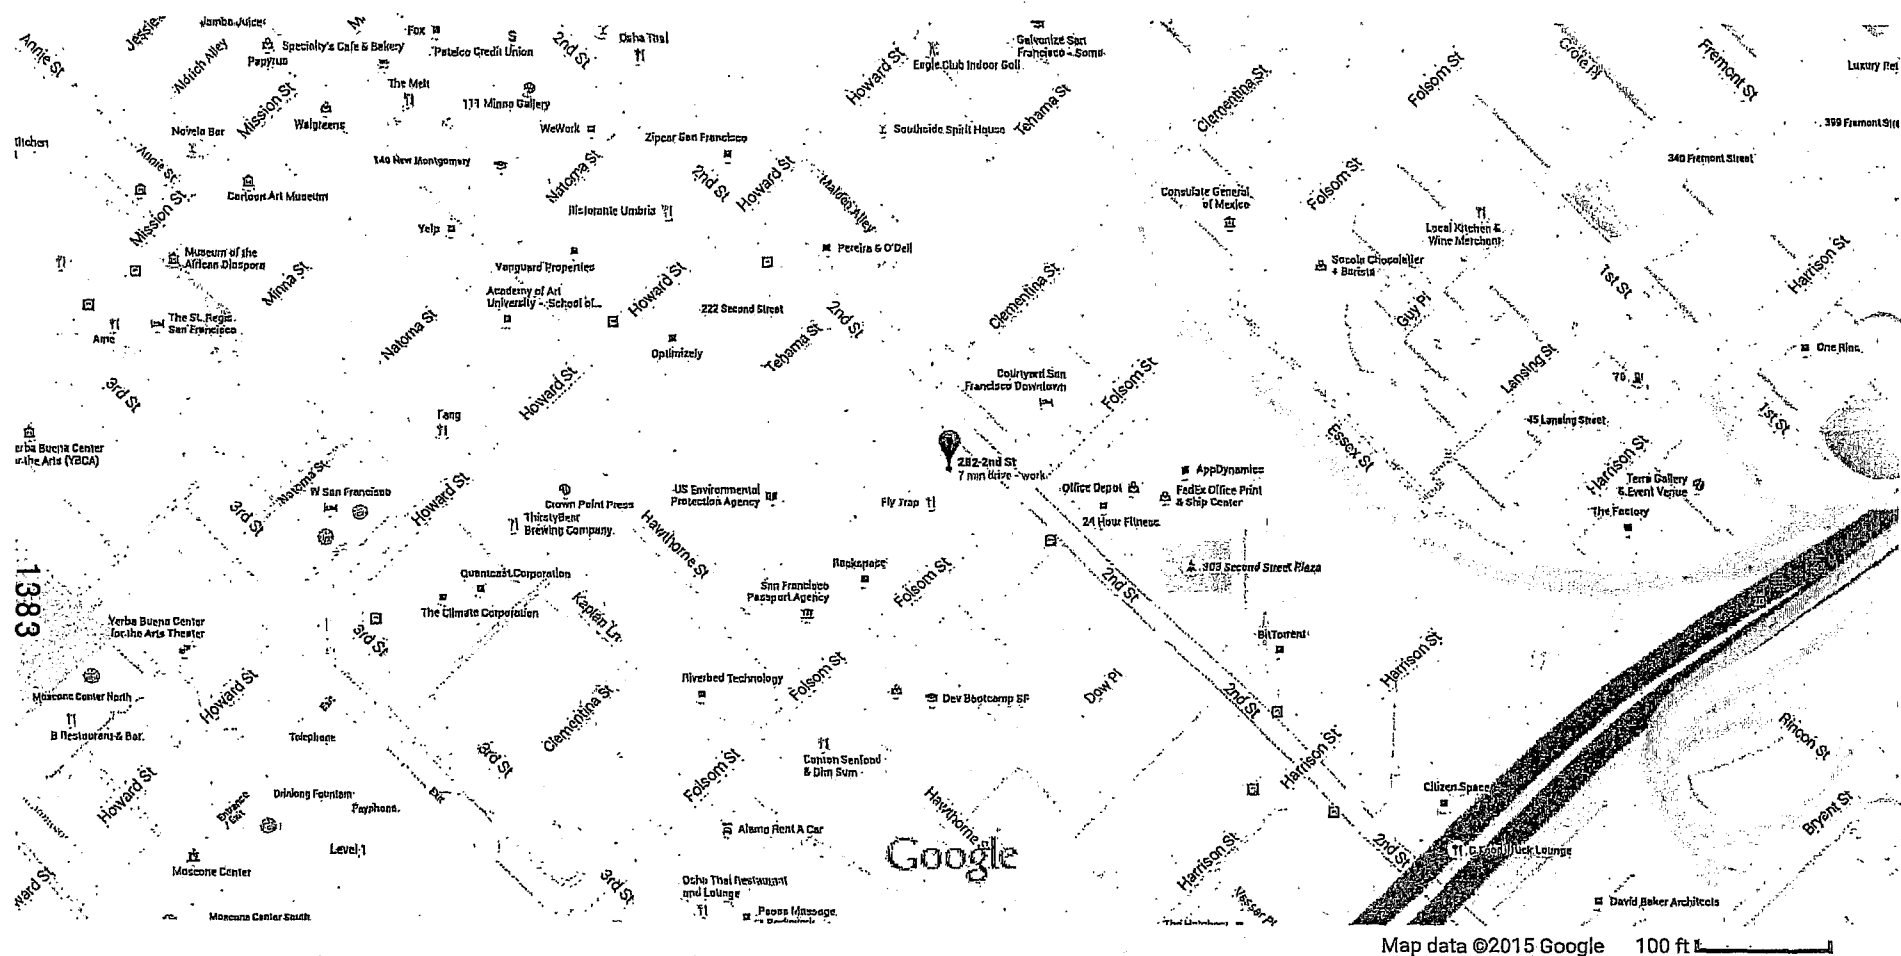 Annie St
Aldrich Alley
Papyrus
Specialty's Cafe & Bakery
Fox
Patelco Credit Union
2nd St
Osha Thai
Howard St
Eagle Club Indoor Golf
Galvanize San
Francisco - Soma
Folsom St
Grote Pl
Fremont St
Mission St
The Melt
111 Minna Gallery
Walgreens
Novela Bar
WeWork
Zipcar San Francisco
Southside Spirit House
Tehama St
Clementina St
340 Fremont Street
Annie St
140 New Montgomery
Natoma St
2nd St
Howard St
Malden Alley
Folsom St
Consulate General
of Mexico
Cartoon Art Museum
Mission St
Ristorante Umbria
Yelp
Pereira & O'Dell
Local Kitchen &
Wine Merchant
Museum of the
African Diaspora
Vanguard Properties
Socola Chocolatier
+ Barista
Harrison St
1st St
Minna St
Academy of Art
University - School of...
Howard St
222 Second Street
2nd St
Clementina St
Guy Pl
The St. Regis
San Francisco
Ame
Natoma St
Optimizely
Tehama St
Lansing St
3rd St
Howard St
Courtyard San
Francisco Downtown
Folsom St
45 Lansing Street
1st St
Fang
Essex St
erba Buena Center
or the Arts (YBCA)
282 2nd St
7 min drive - work
AppDynamics
Harrison St
Terra Gallery
& Event Venue
Natoma St
W San Francisco
Howard St
Crown Point Press
US Environmental
Protection Agency
Fly Trap
Office Depot
FedEx Office Print
& Ship Center
24 Hour Fitness
The Factory
3rd St
ThirstyBear
Brewing Company
Hawthorne St
Rackspace
303 Second Street Plaza
1383
Quantcast Corporation
The Climate Corporation
Kaplan Ln
San Francisco
Passport Agency
Folsom St
2nd St
Yerba Buena Center
for the Arts Theater
3rd St
BitTorrent
Harrison St
Moscone Center North
Howard St
Exit
Riverbed Technology
Folsom St
Dev Bootcamp SF
Dow Pl
2nd St
B Restaurant & Bar
Telephone
Clementina St
3rd St
Canton Seafood
& Dim Sum
Harrison St
Rincon St
Howard St
Entrance
/ Exit
Drinking Fountain
Payphone
Exit
Folsom St
Hawthorne
Citizen Space
Bryant St
Level 1
Alamo Rent A Car
Google
Harrison St
2nd St
Moscone Center
3rd St
Osha Thai Restaurant
and Lounge
Vassar Pl
David Baker Architects
Moscone Center South
Map data ©2015 Google 100 ft